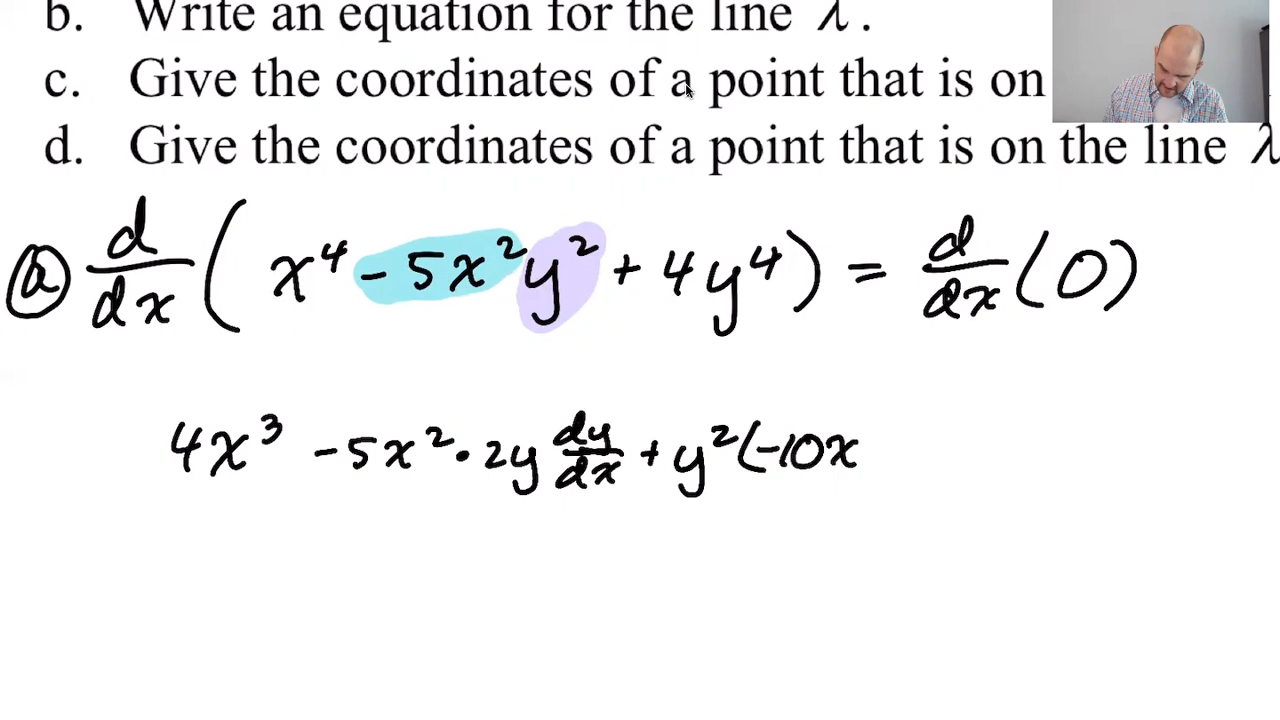 b. Write an equation for the line λ.
c. Give the coordinates of a point that is on
d. Give the coordinates of a point that is on the line λ
ⓐ d/dx ( x⁴ - 5x²y² + 4y⁴ ) = d/dx (0)
4x³ - 5x² · 2y dy/dx + y² (-10x